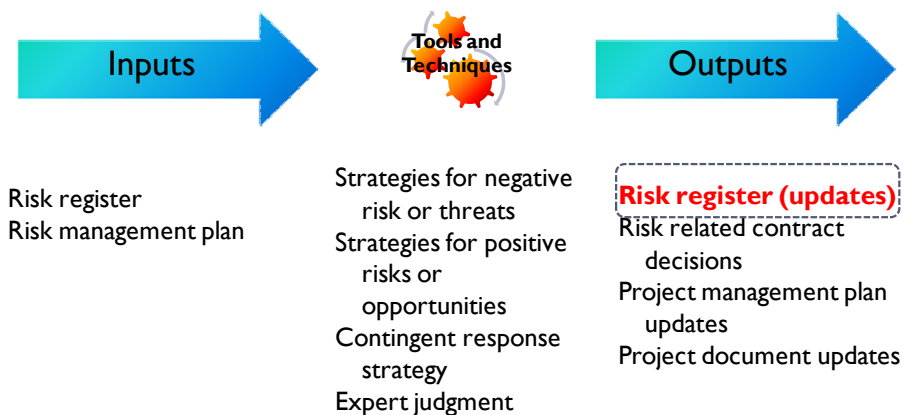 Inputs
Tools and
Techniques
Outputs
Risk register
Risk management plan
Strategies for negative
risk or threats
Strategies for positive
risks or
opportunities
Contingent response
strategy
Expert judgment
Risk register (updates)
Risk related contract
decisions
Project management plan
updates
Project document updates